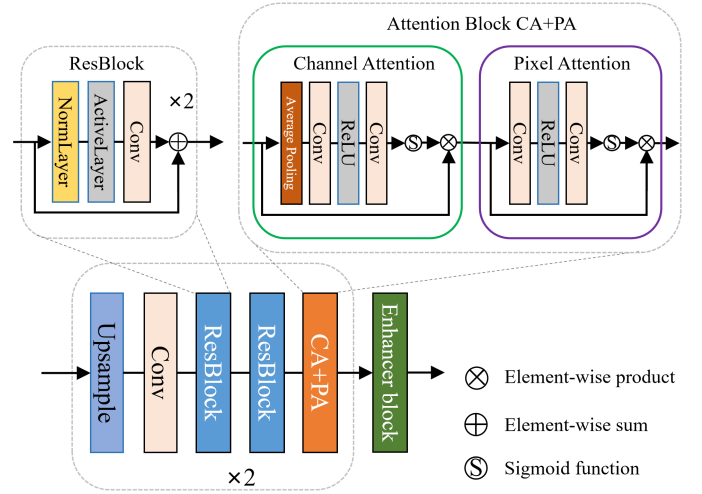 Attention Block CA+PA
ResBlock
×2
NormLayer
ActiveLayer
Conv
Channel Attention
Average Pooling
Conv
ReLU
Conv
S
Pixel Attention
Conv
ReLU
Conv
S
Upsample
Conv
ResBlock
ResBlock
CA+PA
Enhancer block
×2
Element-wise product
Element-wise sum
S
Sigmoid function